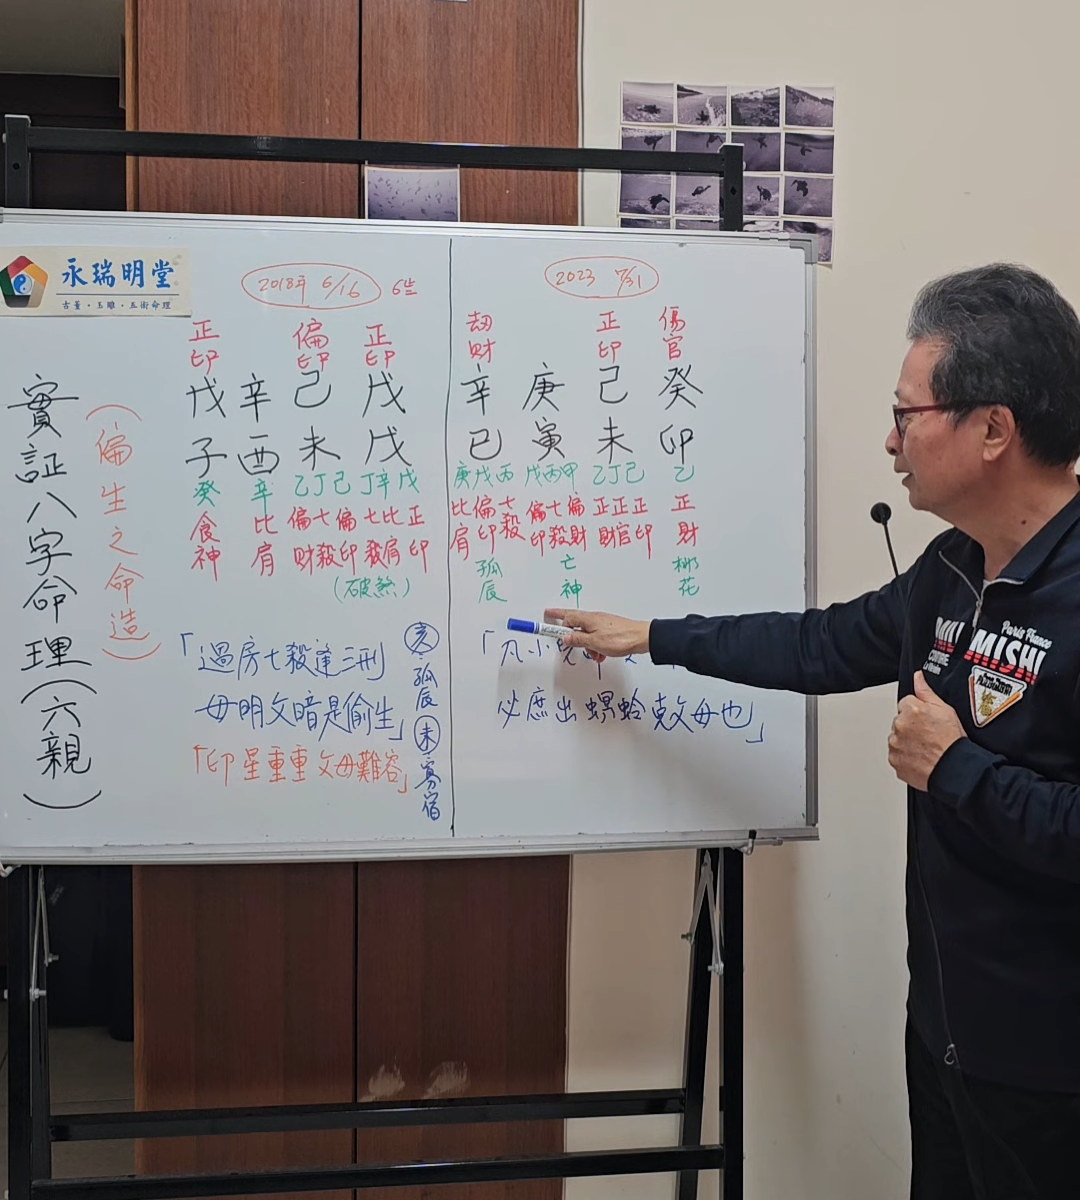 永瑞明堂
古董・玉雕・五術命理
實証八字命理(六親)
(偏生之命造)
2018年 6/16 6生
正印 偏印 正印
戊 辛 己 戊
子 酉 未 戌
癸 辛 乙丁己 丁辛戊
食神 比肩 偏財 七殺 偏印 七殺 比肩 正印
(破煞)
「過房七殺逢三刑
母明父暗是偷生」
「印星重重父母難容」
亥孤辰未寡宿
2023 7/31
劫財 正印 傷官
辛 庚 己 癸
巳 寅 未 卯
庚戊丙 戊丙甲 乙丁己 乙
比肩 偏印 七殺 偏印 七殺 偏財 正財 正官 正印 正財
孤辰 亡神 桃花
「凡小
必庶出螟蛉尅父母也」
Paris France
MISHI